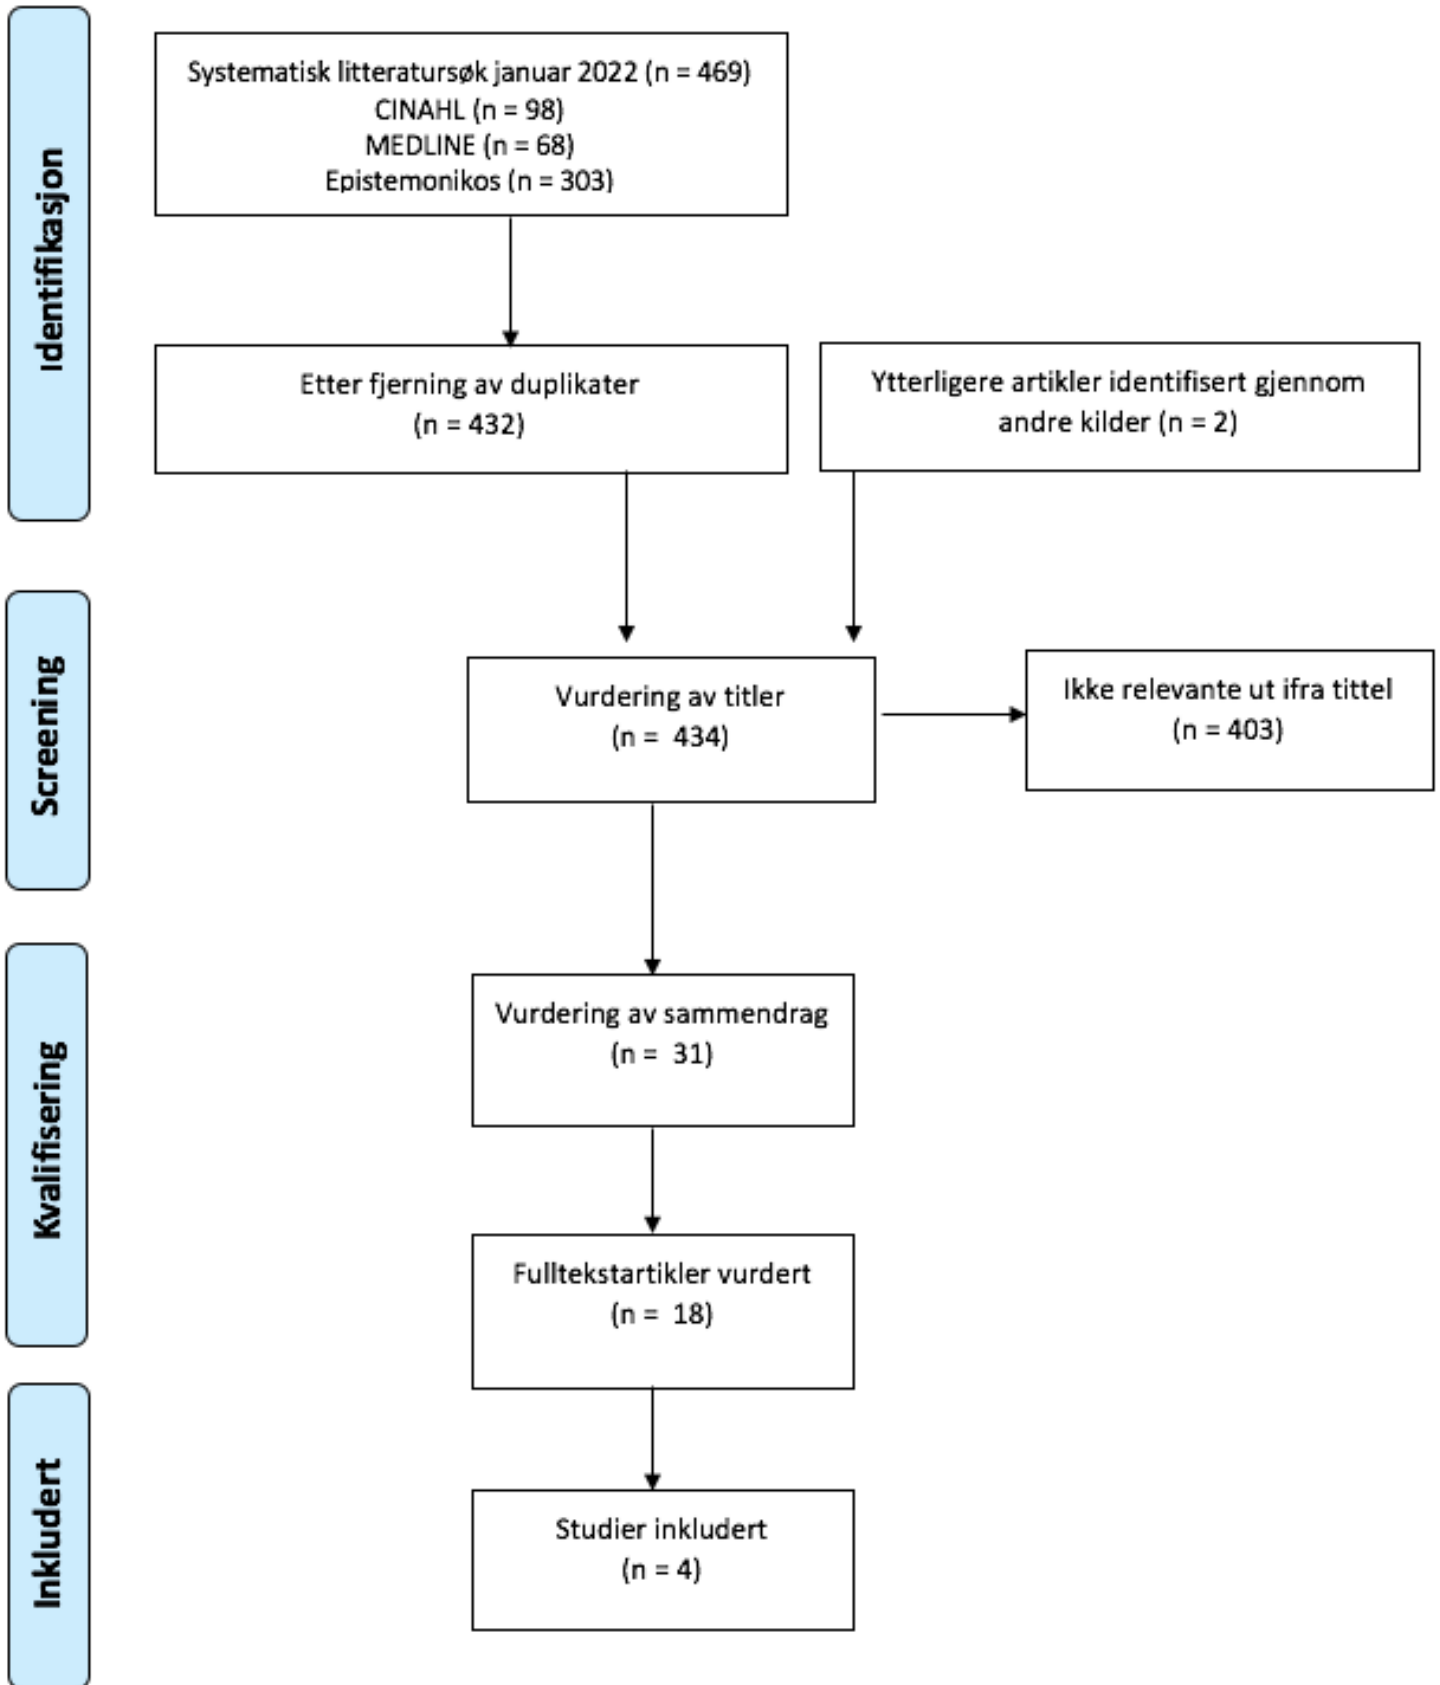 Identifikasjon
Systematisk litteratursøk januar 2022 (n = 469)
CINAHL (n = 98)
MEDLINE (n = 68)
Epistemonikos (n = 303)
Etter fjerning av duplikater
(n = 432)
Ytterligere artikler identifisert gjennom
andre kilder (n = 2)
Screening
Vurdering av titler
(n = 434)
Ikke relevante ut ifra tittel
(n = 403)
Kvalifisering
Vurdering av sammendrag
(n = 31)
Fulltekstartikler vurdert
(n = 18)
Inkludert
Studier inkludert
(n = 4)